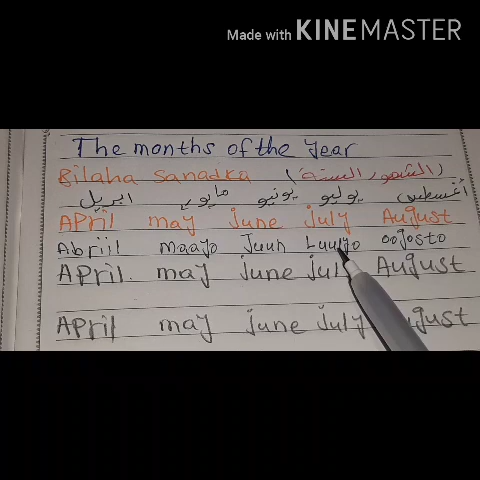 Made with KINEMASTER
The months of the year
Bilaha Sanadka (الشهور السنة)
ابريل مايو يونيو يوليو أغسطس
April may june july August
Abriil maajo Juun Luuljo oogosto
April. may june july August
April may june july August